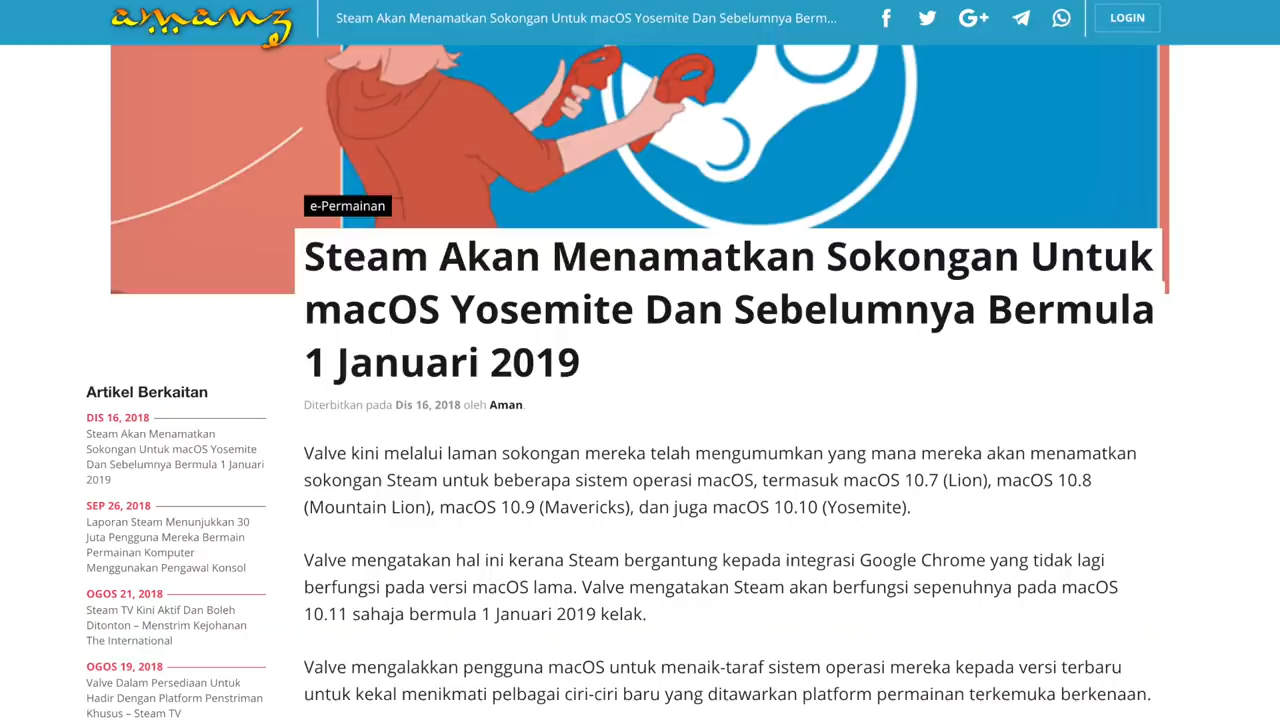 amanz
Steam Akan Menamatkan Sokongan Untuk macOS Yosemite Dan Sebelumnya Berm...
LOGIN
e-Permainan
Steam Akan Menamatkan Sokongan Untuk
macOS Yosemite Dan Sebelumnya Bermula
1 Januari 2019
Diterbitkan pada Dis 16, 2018 oleh Aman.
Valve kini melalui laman sokongan mereka telah mengumumkan yang mana mereka akan menamatkan
sokongan Steam untuk beberapa sistem operasi macOS, termasuk macOS 10.7 (Lion), macOS 10.8
(Mountain Lion), macOS 10.9 (Mavericks), dan juga macOS 10.10 (Yosemite).
Valve mengatakan hal ini kerana Steam bergantung kepada integrasi Google Chrome yang tidak lagi
berfungsi pada versi macOS lama. Valve mengatakan Steam akan berfungsi sepenuhnya pada macOS
10.11 sahaja bermula 1 Januari 2019 kelak.
Valve mengalakkan pengguna macOS untuk menaik-taraf sistem operasi mereka kepada versi terbaru
untuk kekal menikmati pelbagai ciri-ciri baru yang ditawarkan platform permainan terkemuka berkenaan.
Artikel Berkaitan
DIS 16, 2018
Steam Akan Menamatkan
Sokongan Untuk macOS Yosemite
Dan Sebelumnya Bermula 1 Januari
2019
SEP 26, 2018
Laporan Steam Menunjukkan 30
Juta Pengguna Mereka Bermain
Permainan Komputer
Menggunakan Pengawal Konsol
OGOS 21, 2018
Steam TV Kini Aktif Dan Boleh
Ditonton – Menstrim Kejohanan
The International
OGOS 19, 2018
Valve Dalam Persediaan Untuk
Hadir Dengan Platform Penstriman
Khusus – Steam TV